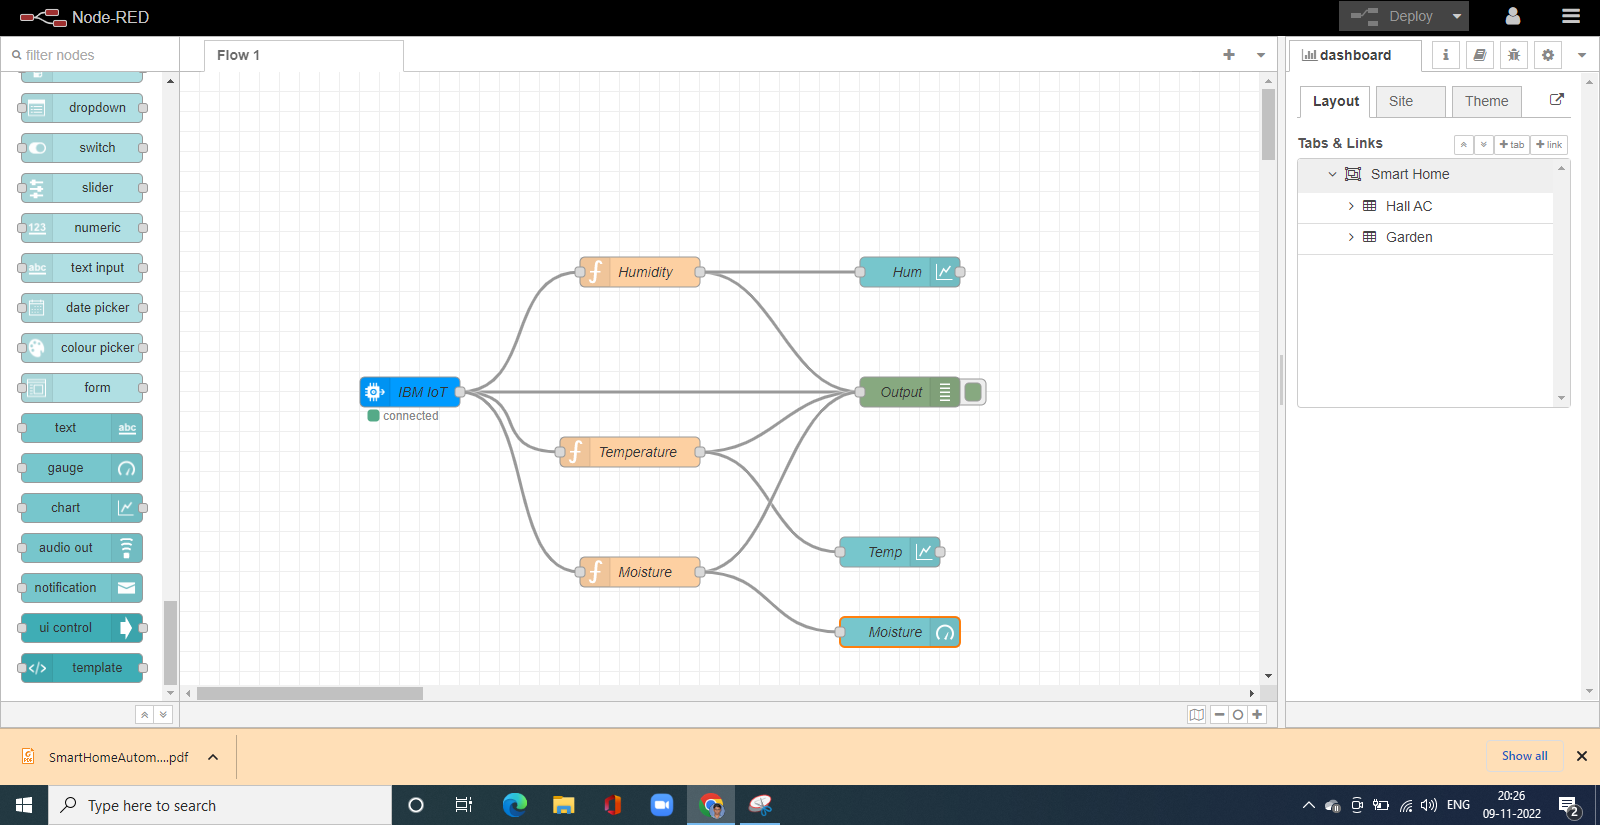 Node-RED
Deploy
filter nodes
Flow 1
dashboard
i
dropdown
switch
slider
123 numeric
abc text input
date picker
colour picker
form
text abc
gauge
chart
audio out
notification
ui control
</> template
Layout
Site
Theme
Tabs & Links
tab
link
Smart Home
Hall AC
Garden
Humidity
Hum
IBM IoT
connected
Output
Temperature
Temp
Moisture
Moisture
SmartHomeAutom....pdf
Show all
Type here to search
ENG
20:26
09-11-2022
2